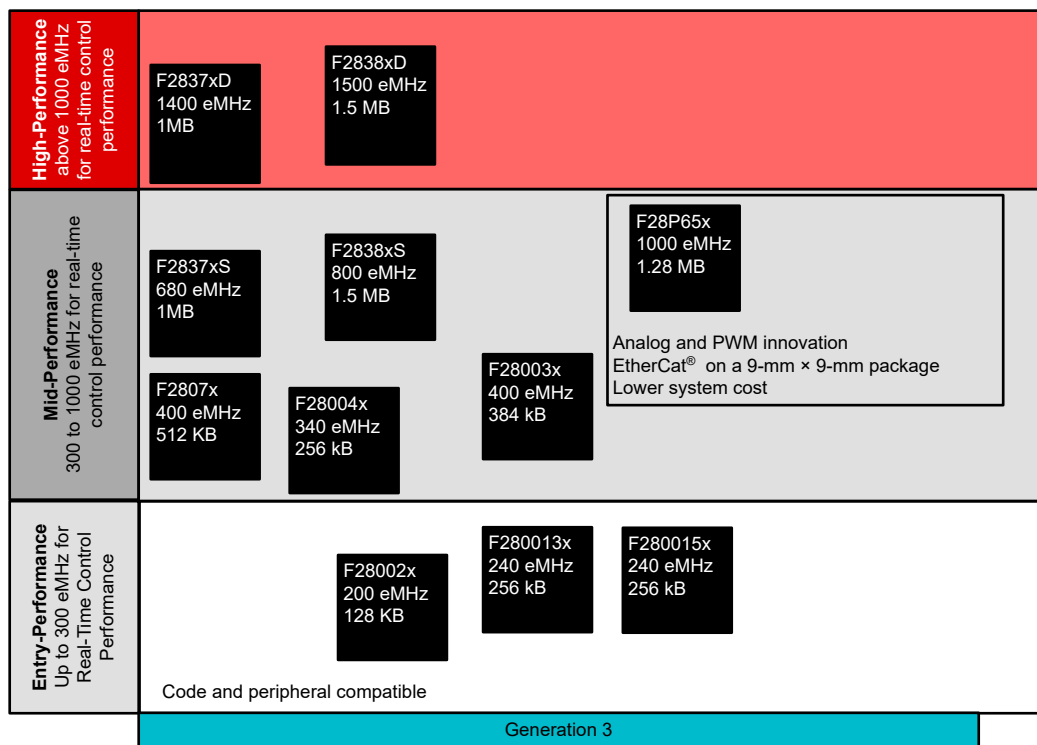 High-Performance
above 1000 eMHz
for real-time control
performance
F2837xD
1400 eMHz
1MB
F2838xD
1500 eMHz
1.5 MB
Mid-Performance
300 to 1000 eMHz for real-time
control performance
F2837xS
680 eMHz
1MB
F2838xS
800 eMHz
1.5 MB
F28P65x
1000 eMHz
1.28 MB
Analog and PWM innovation
EtherCat® on a 9-mm × 9-mm package
Lower system cost
F2807x
400 eMHz
512 KB
F28004x
340 eMHz
256 kB
F28003x
400 eMHz
384 kB
Entry-Performance
Up to 300 eMHz for
Real-Time Control
Performance
F28002x
200 eMHz
128 KB
F280013x
240 eMHz
256 kB
F280015x
240 eMHz
256 kB
Code and peripheral compatible
Generation 3